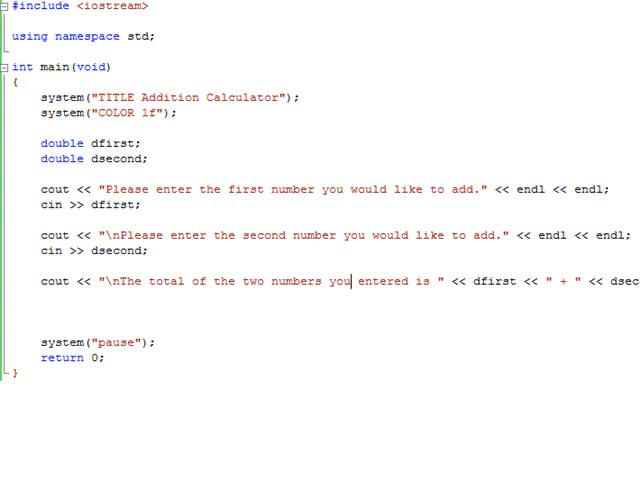 #include <iostream>
using namespace std;
int main(void)
{
system("TITLE Addition Calculator");
system("COLOR 1f");
double dfirst;
double dsecond;
cout << "Please enter the first number you would like to add." << endl << endl;
cin >> dfirst;
cout << "\nPlease enter the second number you would like to add." << endl << endl;
cin >> dsecond;
cout << "\nThe total of the two numbers you entered is " << dfirst << " + " << dsec
system("pause");
return 0;
}